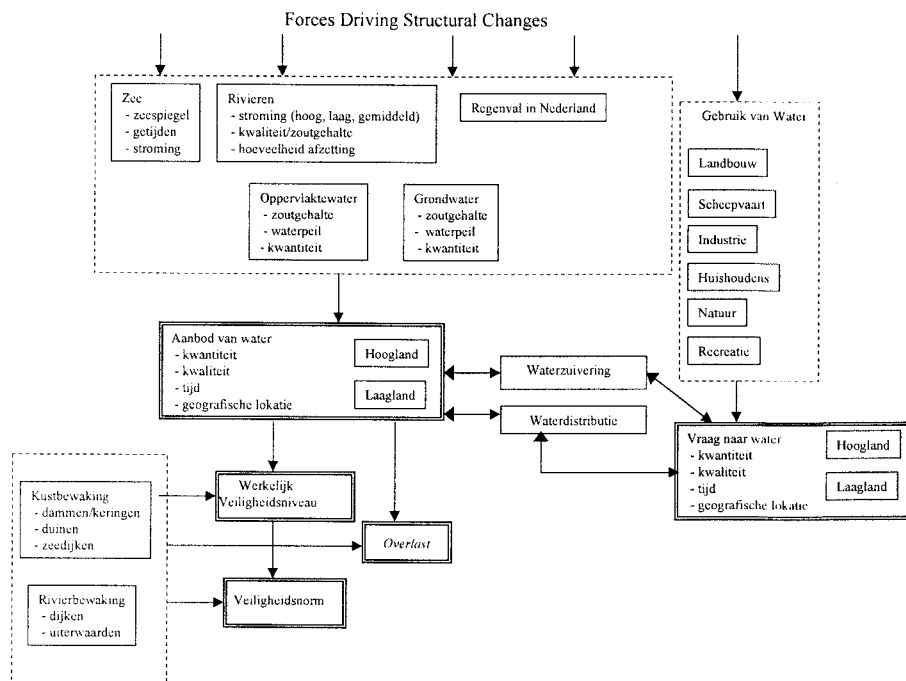 Forces Driving Structural Changes
Zee
- zeespiegel
- getijden
- stroming
Rivieren
- stroming (hoog, laag, gemiddeld)
- kwaliteit/zoutgehalte
- hoeveelheid afzetting
Regenval in Nederland
Oppervlaktewater
- zoutgehalte
- waterpeil
- kwantiteit
Grondwater
- zoutgehalte
- waterpeil
- kwantiteit
Gebruik van Water
Landbouw
Scheepvaart
Industrie
Huishoudens
Natuur
Recreatie
Aanbod van water
- kwantiteit
- kwaliteit
- tijd
- geografische lokatie
Hoogland
Laagland
Waterzuivering
Waterdistributie
Vraag naar water
- kwantiteit
- kwaliteit
- tijd
- geografische lokatie
Hoogland
Laagland
Kustbewaking
- dammen/keringen
- duinen
- zeedijken
Werkelijk
Veiligheidsniveau
Overlast
Rivierbewaking
- dijken
- uiterwaarden
Veiligheidsnorm